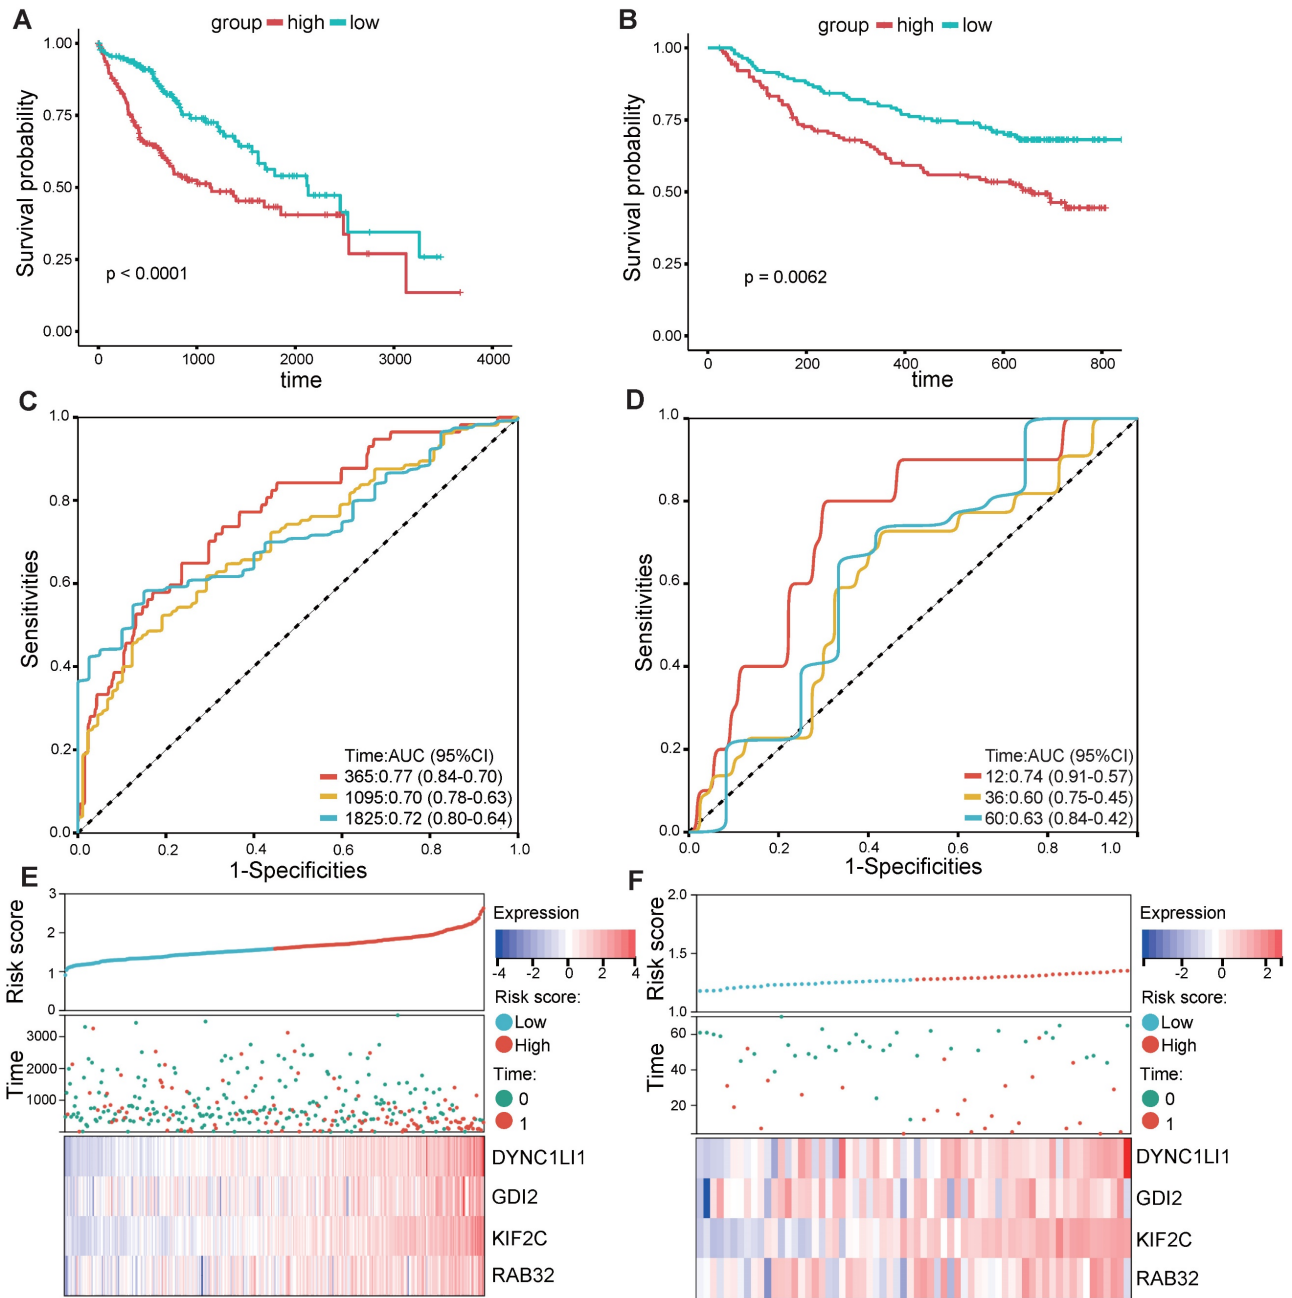 A
group high low
Survival probability
1.00
0.75
0.50
0.25
0.00
p < 0.0001
0 1000 2000 3000 4000
time
B
group high low
Survival probability
1.00
0.75
0.50
0.25
0.00
p = 0.0062
0 200 400 600 800
time
C
Sensitivities
1.0
0.8
0.6
0.4
0.2
0.0
Time:AUC (95%CI)
365:0.77 (0.84-0.70)
1095:0.70 (0.78-0.63)
1825:0.72 (0.80-0.64)
0.0 0.2 0.4 0.6 0.8 1.0
1-Specificities
D
Sensitivities
1.0
0.8
0.6
0.4
0.2
0.0
Time:AUC (95%CI)
12:0.74 (0.91-0.57)
36:0.60 (0.75-0.45)
60:0.63 (0.84-0.42)
0.0 0.2 0.4 0.6 0.8 1.0
1-Specificities
E
Risk score
3
2
1
0
Time
3000
2000
1000
Expression
-4 -2 0 2 4
Risk score:
Low
High
Time:
0
1
DYNC1LI1
GDI2
KIF2C
RAB32
F
Risk score
2.0
1.5
1.0
Time
60
40
20
Expression
-2 0 2
Risk score:
Low
High
Time:
0
1
DYNC1LI1
GDI2
KIF2C
RAB32